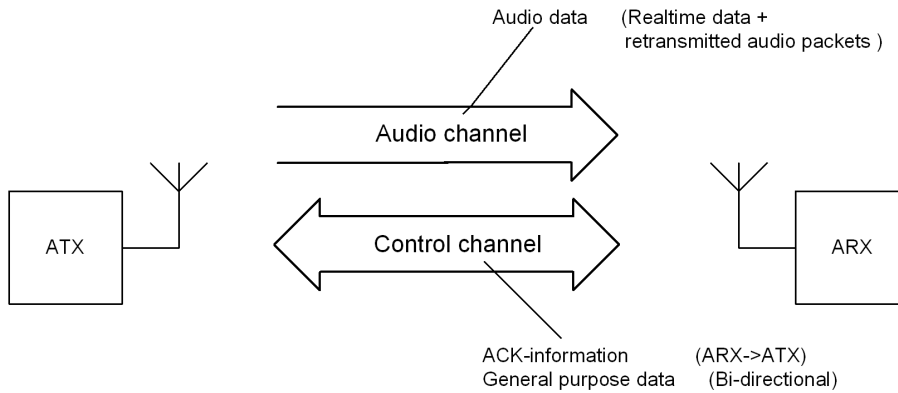 Audio data (Realtime data +
retransmitted audio packets )
Audio channel
ATX
Control channel
ARX
ACK-information (ARX->ATX)
General purpose data (Bi-directional)